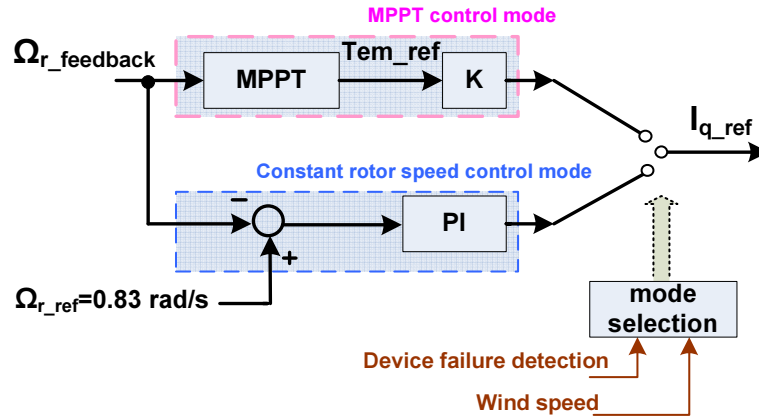 MPPT control mode
Ωr_feedback
Tem_ref
MPPT
K
Iq_ref
Constant rotor speed control mode
−
PI
+
Ωr_ref=0.83 rad/s
mode
selection
Device failure detection
Wind speed